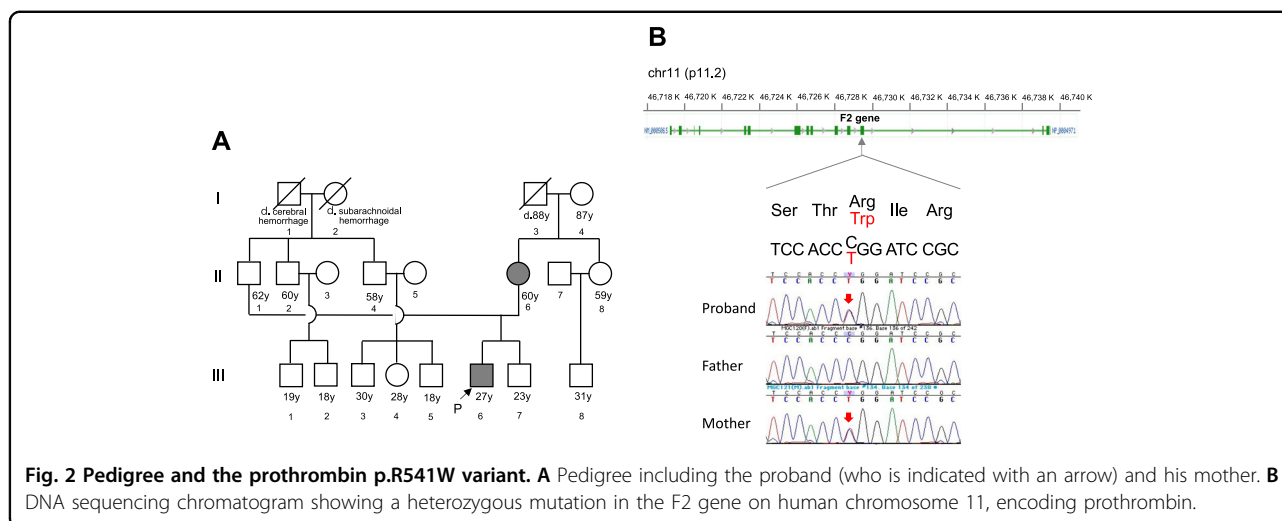 B
chr11 (p11.2)
46,718 K 46,720 K 46,722 K 46,724 K 46,726 K 46,728 K 46,730 K 46,732 K 46,734 K 46,736 K 46,738 K 46,740 K
F2 gene
Arg
Ser Thr Trp Ile Arg
TCC ACC C GG ATC CGC
T
T C C A C C Y G G A T C C G C
T C C A C C T G G A T C C G C
Proband
T C C A C C C G G A T C C G C
T C C A C C C G G A T C C G C
Father
T C C A C C Y G G A T C C G C
T C C A C C T G G A T C C G C
Mother
A
I
d. cerebral hemorrhage
1
d. subarachnoidal hemorrhage
2
d.88y 87y
3 4
II
62y 60y 3 58y 5 60y 7 59y
1 2 4 6 8
III
19y 18y 30y 28y 18y P 27y 23y 31y
1 2 3 4 5 6 7 8
Fig. 2 Pedigree and the prothrombin p.R541W variant. A Pedigree including the proband (who is indicated with an arrow) and his mother. B
DNA sequencing chromatogram showing a heterozygous mutation in the F2 gene on human chromosome 11, encoding prothrombin.